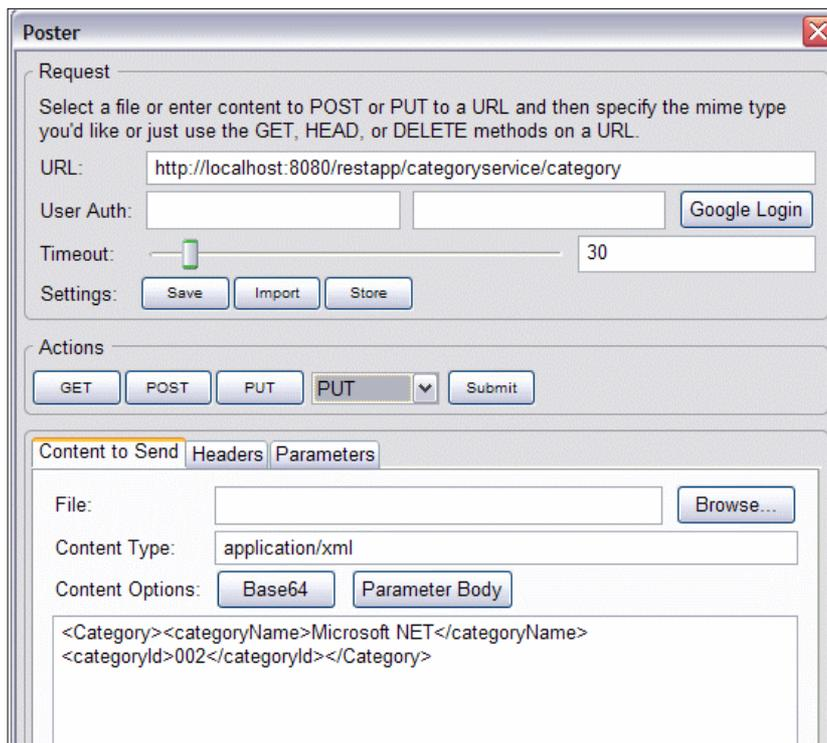 Poster
Request
Select a file or enter content to POST or PUT to a URL and then specify the mime type
you'd like or just use the GET, HEAD, or DELETE methods on a URL.
URL: http://localhost:8080/restapp/categoryservice/category
User Auth: Google Login
Timeout: 30
Settings: Save Import Store
Actions
GET POST PUT PUT Submit
Content to Send Headers Parameters
File: Browse...
Content Type: application/xml
Content Options: Base64 Parameter Body
<Category><categoryName>Microsoft NET</categoryName>
<categoryId>002</categoryId></Category>